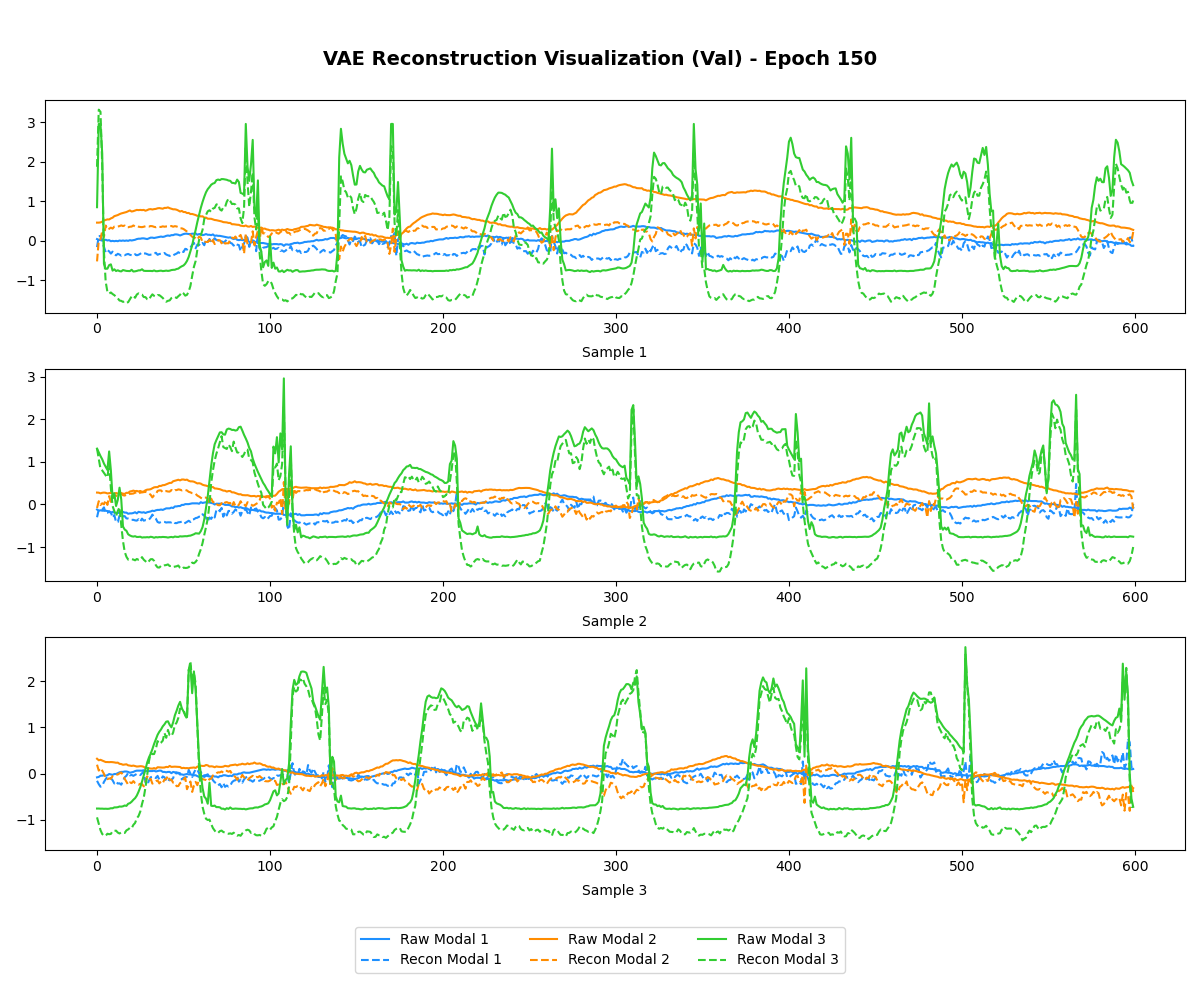 VAE Reconstruction Visualization (Val) - Epoch 150
3
2
1
0
−1
0 100 200 300 400 500 600
Sample 1
3
2
1
0
−1
0 100 200 300 400 500 600
Sample 2
2
1
0
−1
0 100 200 300 400 500 600
Sample 3
Raw Modal 1 Raw Modal 2 Raw Modal 3
Recon Modal 1 Recon Modal 2 Recon Modal 3